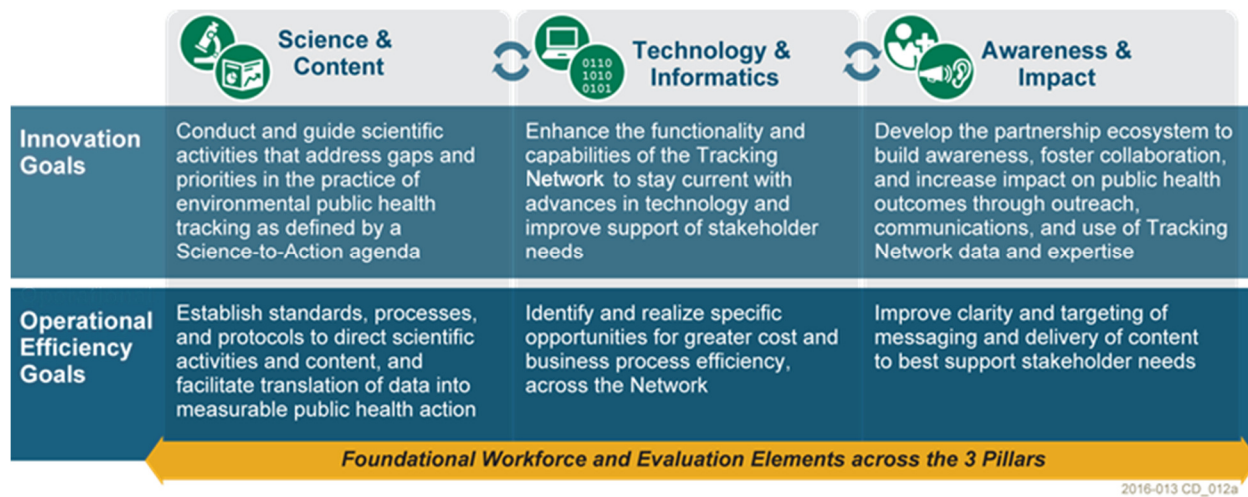 Science &
Content
0110
1010
0101
Technology &
Informatics
Awareness &
Impact
Innovation
Goals
Conduct and guide scientific
activities that address gaps and
priorities in the practice of
environmental public health
tracking as defined by a
Science-to-Action agenda
Enhance the functionality and
capabilities of the Tracking
Network to stay current with
advances in technology and
improve support of stakeholder
needs
Develop the partnership ecosystem to
build awareness, foster collaboration,
and increase impact on public health
outcomes through outreach,
communications, and use of Tracking
Network data and expertise
Operational
Efficiency
Goals
Establish standards, processes,
and protocols to direct scientific
activities and content, and
facilitate translation of data into
measurable public health action
Identify and realize specific
opportunities for greater cost and
business process efficiency,
across the Network
Improve clarity and targeting of
messaging and delivery of content
to best support stakeholder needs
Foundational Workforce and Evaluation Elements across the 3 Pillars
2016-013 CD_012a